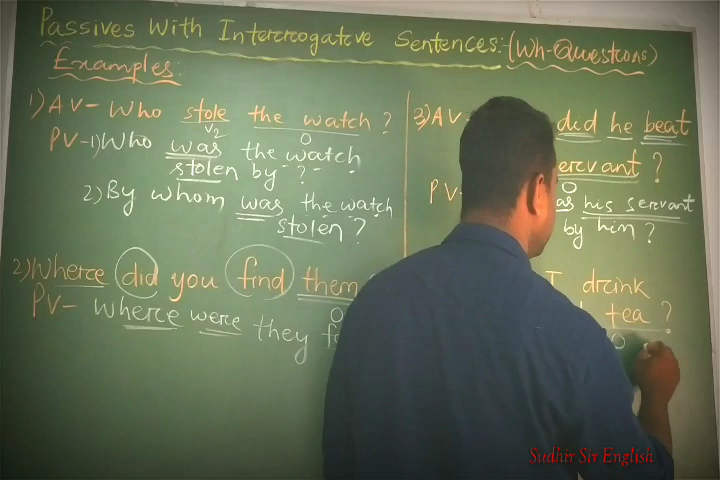 Passives With Interrogative Sentences:-(Wh-Questions)
Examples:
1) AV- Who stole the watch ?
V2 O
PV-1) Who was the watch
stolen by ?
2) By whom was the watch
stolen ?
2) Where did you find them
O
PV- Where were they
3) AV- did he beat
servant ?
O
PV- his servant
by him ?
I drink
tea ?
O
Sudhir Sir English